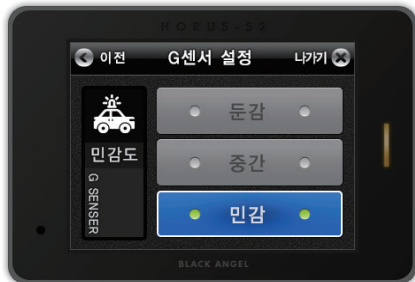 HORUS-S2
이전 G센서 설정 나가기
둔감
민감도
중간
G SENSER
민감
BLACK ANGEL